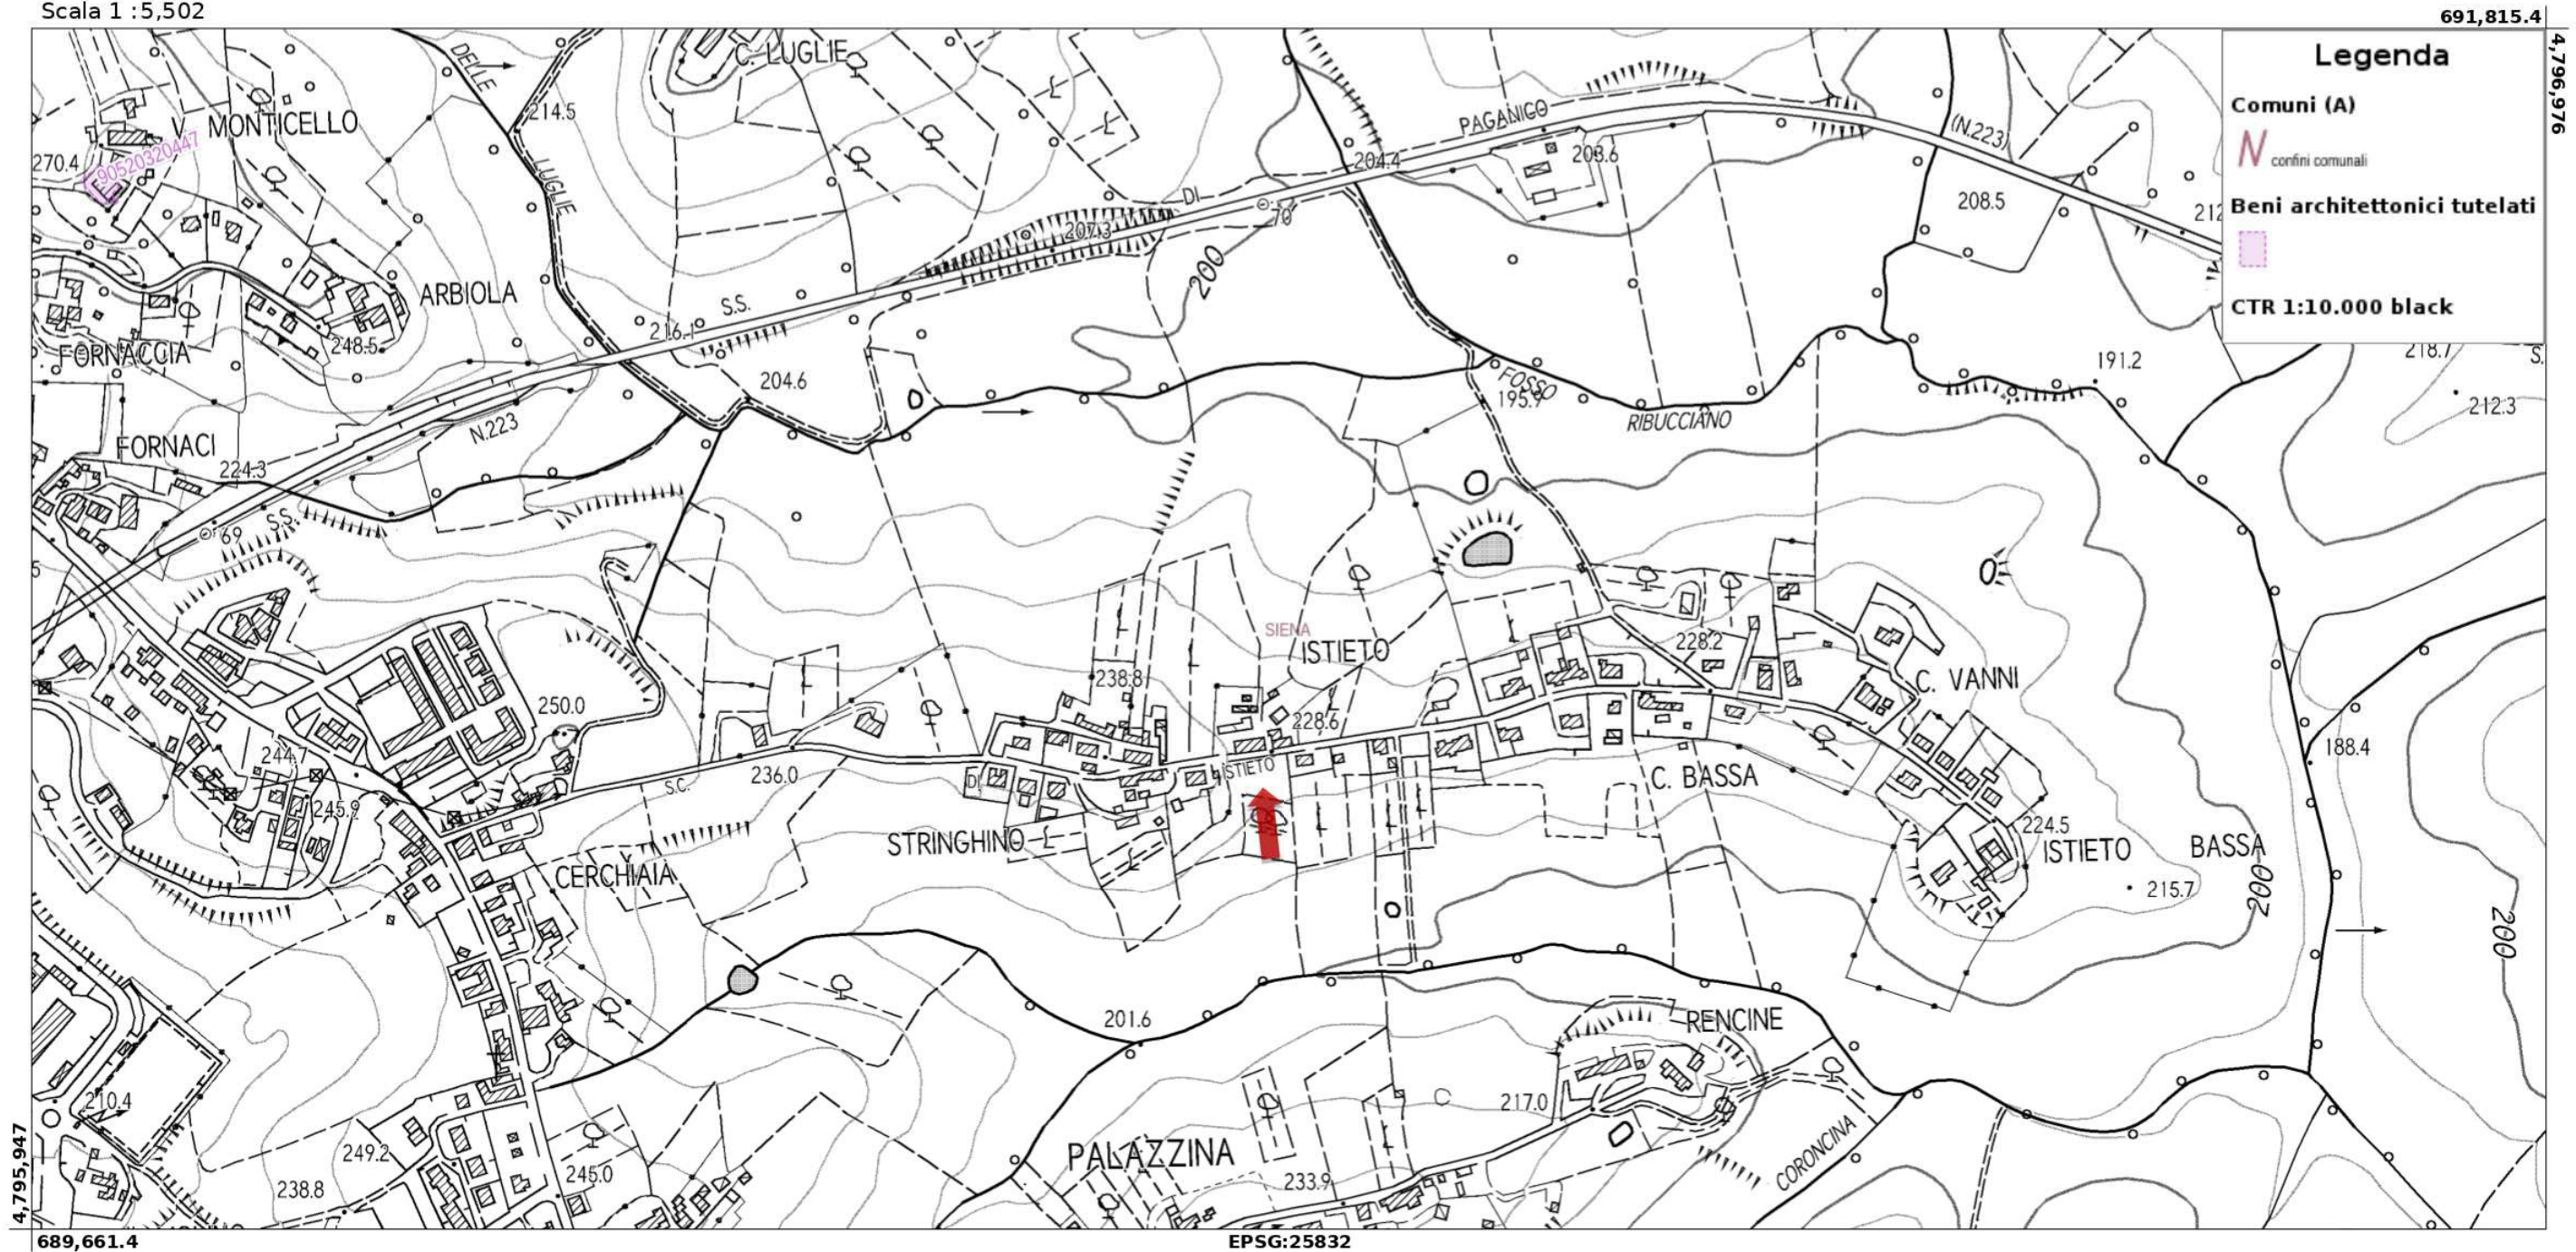 Scala 1 :5,502
691,815.4
4,796,976
Legenda
Comuni (A)
N confini comunali
Beni architettonici tutelati
CTR 1:10.000 black
DELLE
C. LUGLIE
214.5
V MONTICELLO
90520320447
270.4
LUGLIE
PAGANICO
(N.223)
204.4
203.6
208.5
212
DI
70
207.3
200
ARBIOLA
S.S.
216.1
248.5
FORNACCIA
204.6
FOSSO
195.9
RIBUCCIANO
191.2
218.7
S.
212.3
N.223
FORNACI
224.3
S.S.
69
5
SIENA
ISTIETO
228.2
238.8
C. VANNI
250.0
228.6
244.7
188.4
236.0
S.C.
DI
ISTIETO
C. BASSA
245.9
STRINGHINO
224.5
ISTIETO BASSA
CERCHIAIA
215.7
200
200
201.6
RENCINE
210.4
217.0
249.2
PALAZZINA
CORONCINA
245.0
238.8
233.9
4,795,947
689,661.4
EPSG:25832